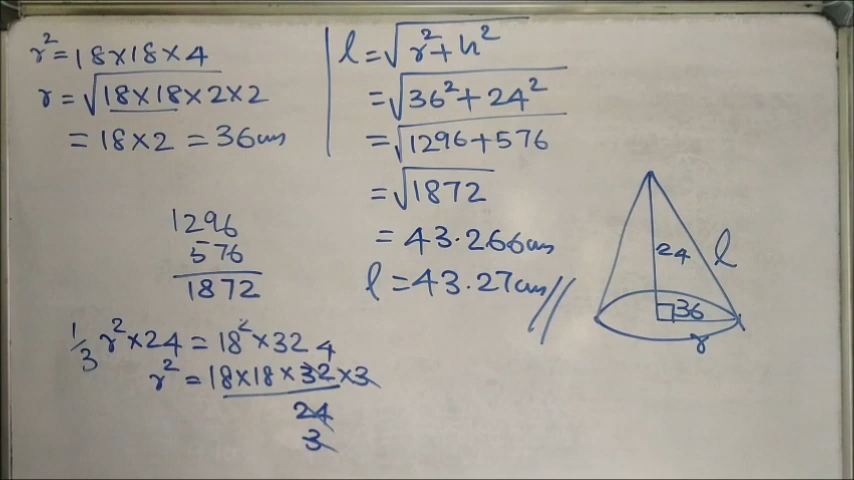 r² = 18×18×4
r = √18×18×2×2
= 18×2 = 36cm
l = √r²+h²
= √36²+24²
= √1296+576
= √1872
= 43.266cm
l = 43.27cm //
1296
576
1872
1/3 r²×24 = 18²×32 4
r² = 18×18×32×3
24
3
24
l
36
r